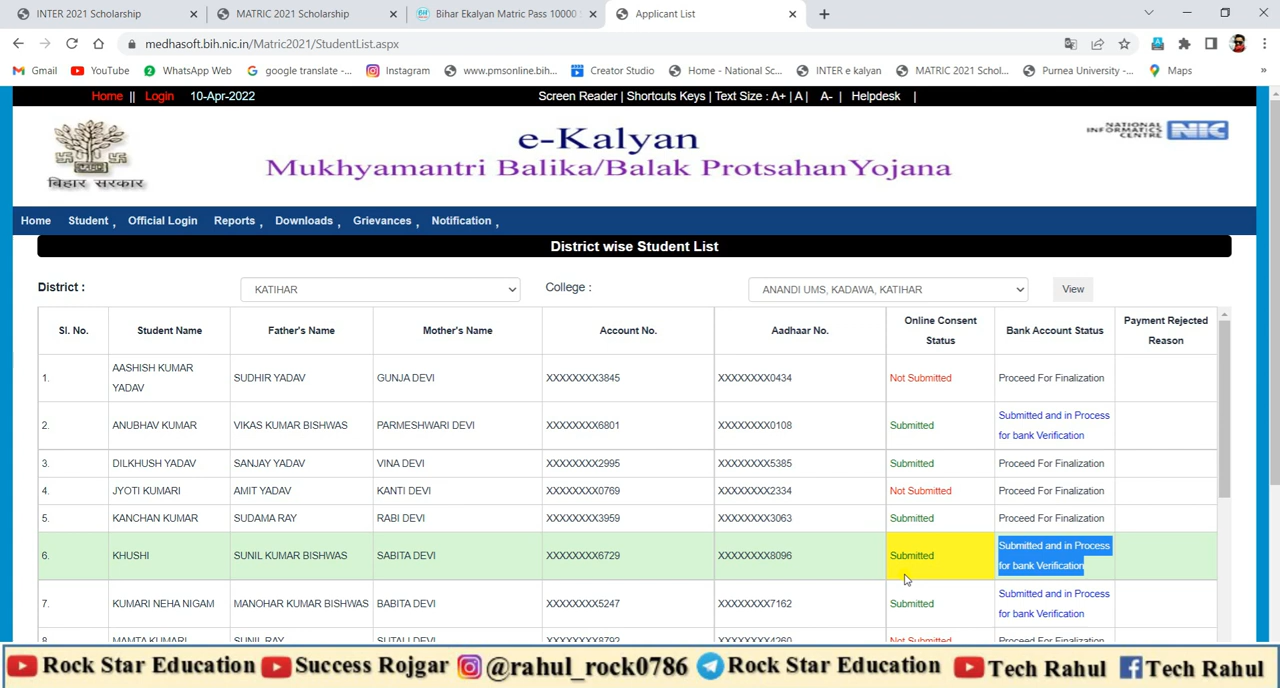 INTER 2021 Scholarship
MATRIC 2021 Scholarship
Bihar Ekalyan Matric Pass 10000
Applicant List
medhasoft.bih.nic.in/Matric2021/StudentList.aspx
Gmail YouTube WhatsApp Web google translate -... Instagram www.pmsonline.bih... Creator Studio Home - National Sc... INTER e kalyan MATRIC 2021 Schol... Purnea University -... Maps »
Home || Login 10-Apr-2022 Screen Reader | Shortcuts Keys | Text Size : A+ | A | A- | Helpdesk |
बिहार सरकार
e-Kalyan
Mukhyamantri Balika/Balak ProtsahanYojana
NATIONAL
INFORMATICS
CENTRE
NIC
Home Student , Official Login Reports , Downloads , Grievances , Notification ,
District wise Student List
District : KATIHAR College : ANANDI UMS, KADAWA, KATIHAR View
Sl. No. Student Name Father's Name Mother's Name Account No. Aadhaar No. Online Consent Status Bank Account Status Payment Rejected Reason
1. AASHISH KUMAR YADAV SUDHIR YADAV GUNJA DEVI XXXXXXXX3845 XXXXXXXX0434 Not Submitted Proceed For Finalization
2. ANUBHAV KUMAR VIKAS KUMAR BISHWAS PARMESHWARI DEVI XXXXXXXX6801 XXXXXXXX0108 Submitted Submitted and in Process for bank Verification
3. DILKHUSH YADAV SANJAY YADAV VINA DEVI XXXXXXXX2995 XXXXXXXX5385 Submitted Proceed For Finalization
4. JYOTI KUMARI AMIT YADAV KANTI DEVI XXXXXXXX0769 XXXXXXXX2334 Not Submitted Proceed For Finalization
5. KANCHAN KUMAR SUDAMA RAY RABI DEVI XXXXXXXX3959 XXXXXXXX3063 Submitted Proceed For Finalization
6. KHUSHI SUNIL KUMAR BISHWAS SABITA DEVI XXXXXXXX6729 XXXXXXXX8096 Submitted Submitted and in Process for bank Verification
7. KUMARI NEHA NIGAM MANOHAR KUMAR BISHWAS BABITA DEVI XXXXXXXX5247 XXXXXXXX7162 Submitted Submitted and in Process for bank Verification
8. MAMTA KUMARI SUNIL RAY XXXXXXXX8792 XXXXXXXX4260 Not Submitted Proceed For Finalization
Rock Star Education Success Rojgar @rahul_rock0786 Rock Star Education Tech Rahul Tech Rahul